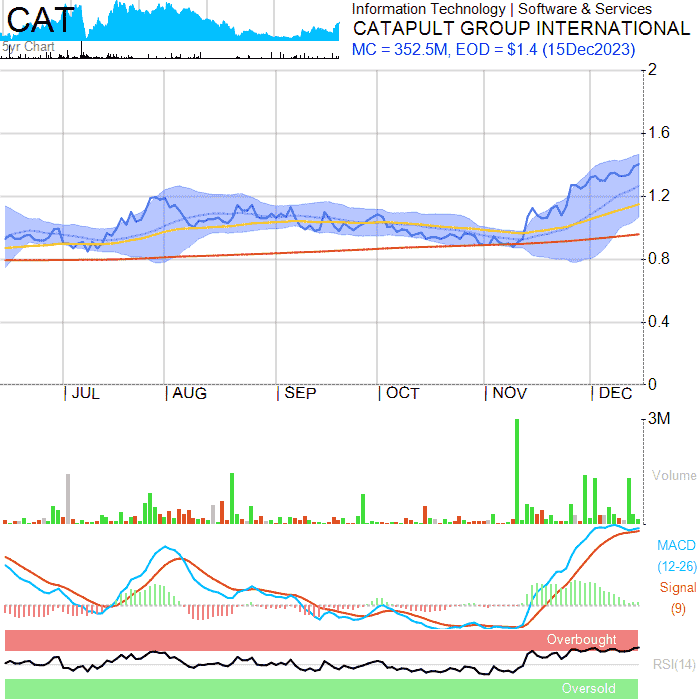 CAT
5yr Chart
Information Technology | Software & Services
CATAPULT GROUP INTERNATIONAL
MC = 352.5M, EOD = $1.4 (15Dec2023)
2
1.6
1.2
0.8
0.4
0
| JUL | AUG | SEP | OCT | NOV | DEC
3M
Volume
MACD
(12-26)
Signal
(9)
Overbought
RSI(14)
Oversold